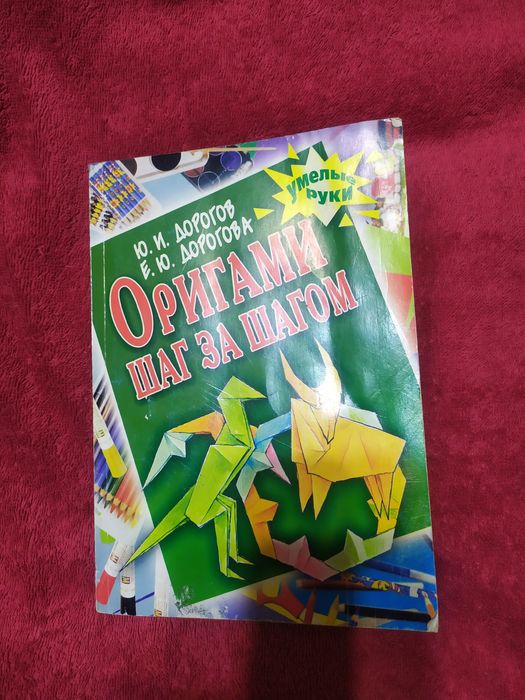 умелые
руки
Ю. И. ДОРОГОВ
Е. Ю. ДОРОГОВА
ОРИГАМИ
ШАГ ЗА ШАГОМ